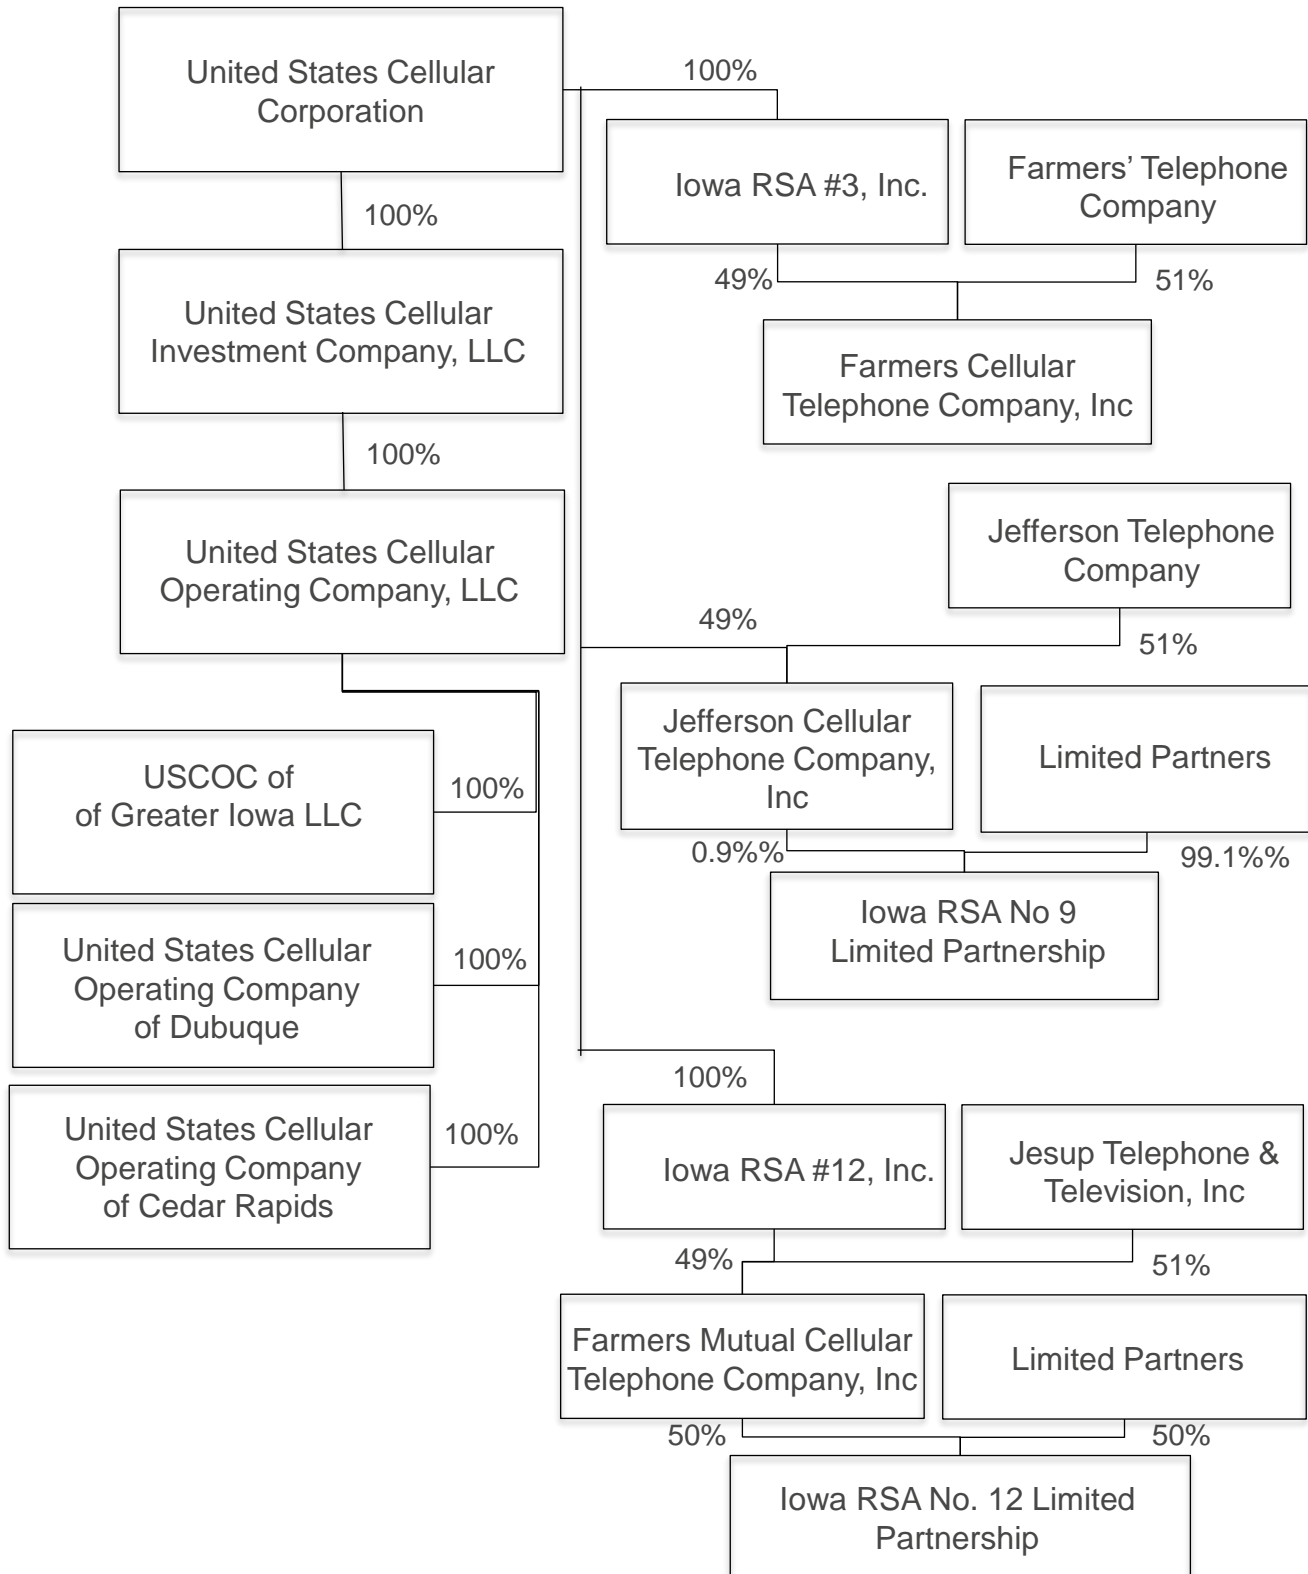 United States Cellular
Corporation
100%
Iowa RSA #3, Inc.
Farmers’ Telephone
Company
100%
49%
51%
United States Cellular
Investment Company, LLC
Farmers Cellular
Telephone Company, Inc
100%
United States Cellular
Operating Company, LLC
Jefferson Telephone
Company
49%
51%
Jefferson Cellular
Telephone Company,
Inc
Limited Partners
USCOC of
of Greater Iowa LLC
100%
0.9%%
99.1%%
Iowa RSA No 9
Limited Partnership
United States Cellular
Operating Company
of Dubuque
100%
100%
United States Cellular
Operating Company
of Cedar Rapids
100%
Iowa RSA #12, Inc.
Jesup Telephone &
Television, Inc
49%
51%
Farmers Mutual Cellular
Telephone Company, Inc
Limited Partners
50%
50%
Iowa RSA No. 12 Limited
Partnership